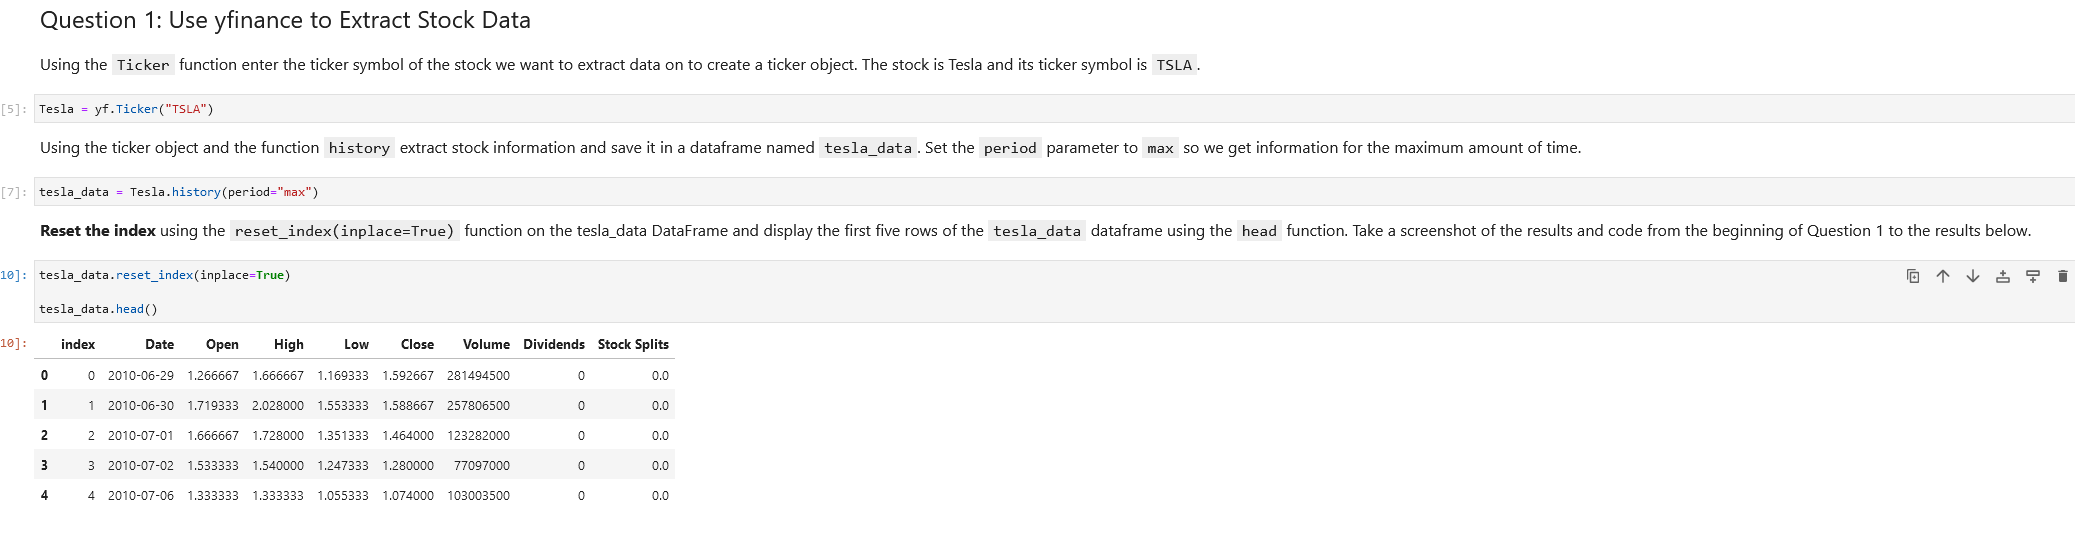 Question 1: Use yfinance to Extract Stock Data
Using the Ticker function enter the ticker symbol of the stock we want to extract data on to create a ticker object. The stock is Tesla and its ticker symbol is TSLA.
[5]: Tesla = yf.Ticker("TSLA")
Using the ticker object and the function history extract stock information and save it in a dataframe named tesla_data. Set the period parameter to max so we get information for the maximum amount of time.
[7]: tesla_data = Tesla.history(period="max")
Reset the index using the reset_index(inplace=True) function on the tesla_data DataFrame and display the first five rows of the tesla_data dataframe using the head function. Take a screenshot of the results and code from the beginning of Question 1 to the results below.
10]: tesla_data.reset_index(inplace=True)
tesla_data.head()
10]: index Date Open High Low Close Volume Dividends Stock Splits
0 0 2010-06-29 1.266667 1.666667 1.169333 1.592667 281494500 0 0.0
1 1 2010-06-30 1.719333 2.028000 1.553333 1.588667 257806500 0 0.0
2 2 2010-07-01 1.666667 1.728000 1.351333 1.464000 123282000 0 0.0
3 3 2010-07-02 1.533333 1.540000 1.247333 1.280000 77097000 0 0.0
4 4 2010-07-06 1.333333 1.333333 1.055333 1.074000 103003500 0 0.0